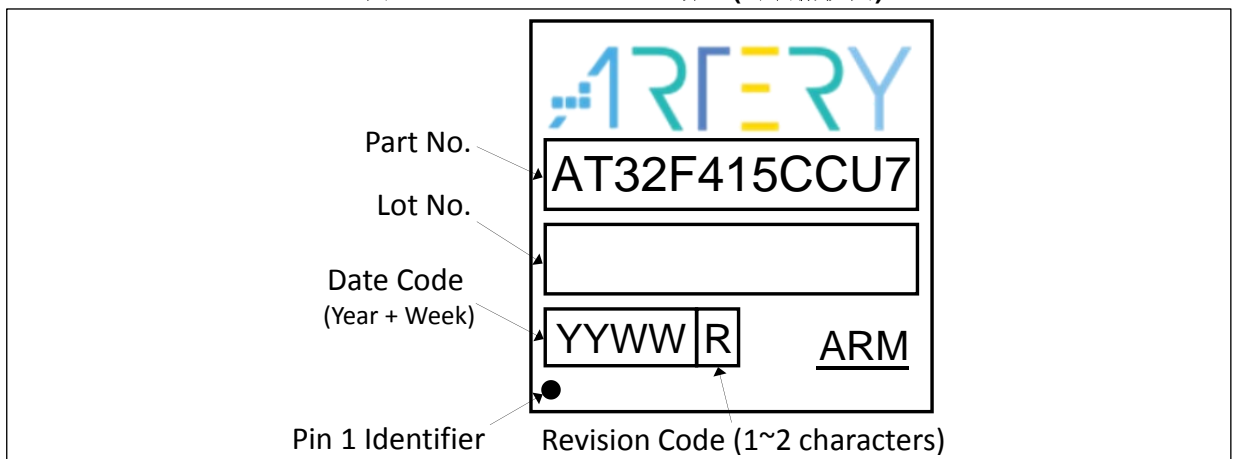 ARTERY
Part No.
AT32F415CCU7
Lot No.
Date Code
(Year + Week)
YYWW R
ARM
Pin 1 Identifier
Revision Code (1~2 characters)